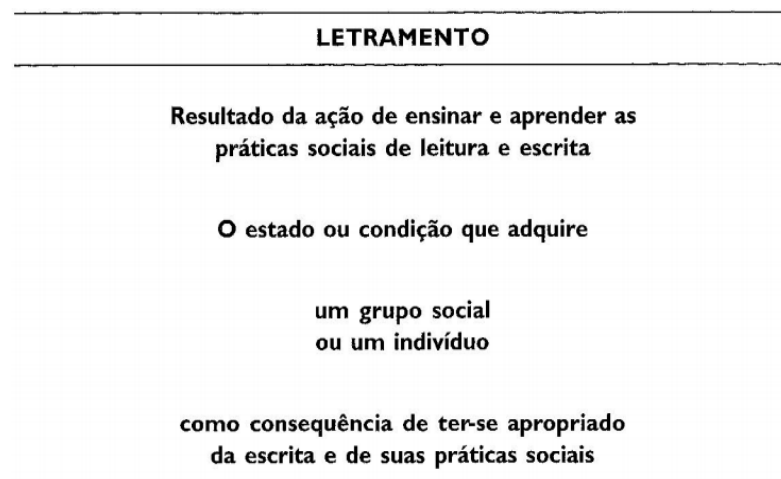 LETRAMENTO
Resultado da ação de ensinar e aprender as
práticas sociais de leitura e escrita
O estado ou condição que adquire
um grupo social
ou um indivíduo
como consequência de ter-se apropriado
da escrita e de suas práticas sociais